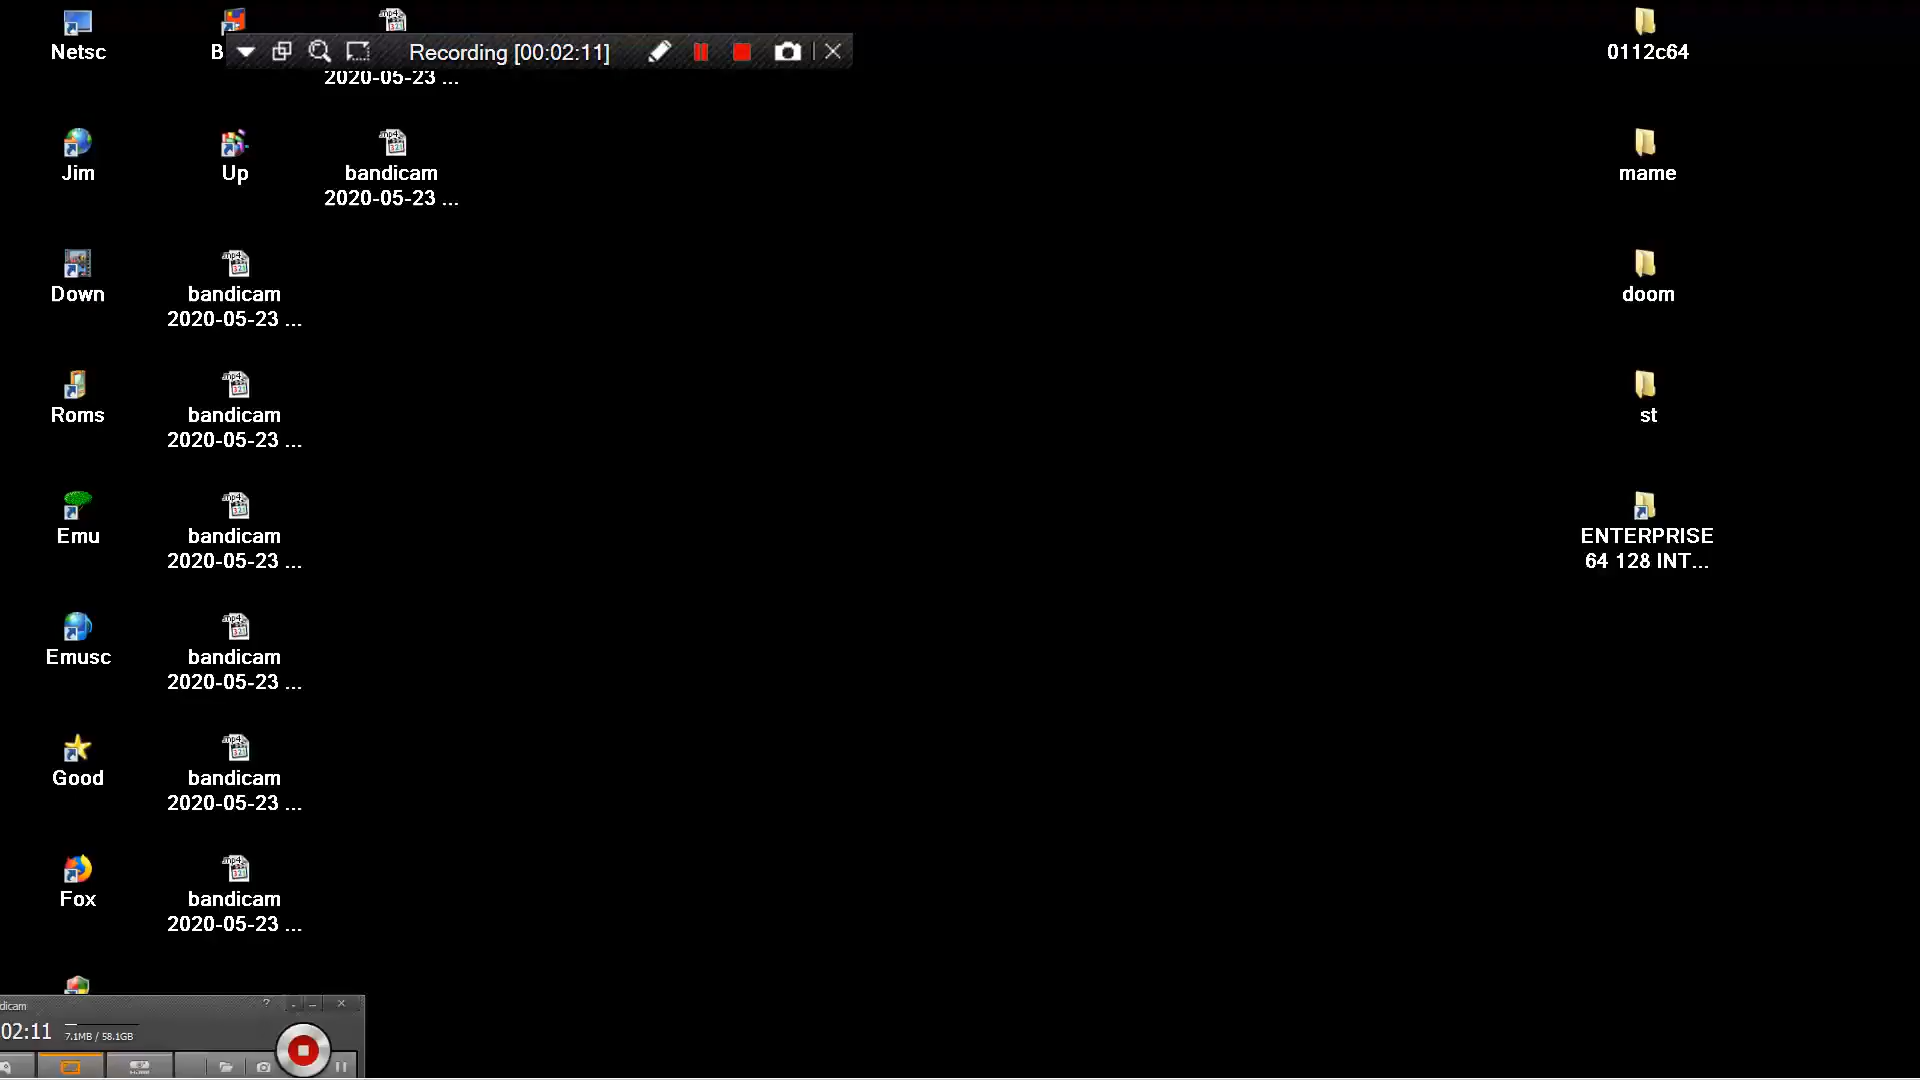 Netsc
B
Recording [00:02:11]
2020-05-23 ...
0112c64
Jim
Up
bandicam
2020-05-23 ...
mame
Down
bandicam
2020-05-23 ...
doom
Roms
bandicam
2020-05-23 ...
st
Emu
bandicam
2020-05-23 ...
ENTERPRISE
64 128 INT...
Emusc
bandicam
2020-05-23 ...
Good
bandicam
2020-05-23 ...
Fox
bandicam
2020-05-23 ...
dicam
02:11
7.1MB / 58.1GB